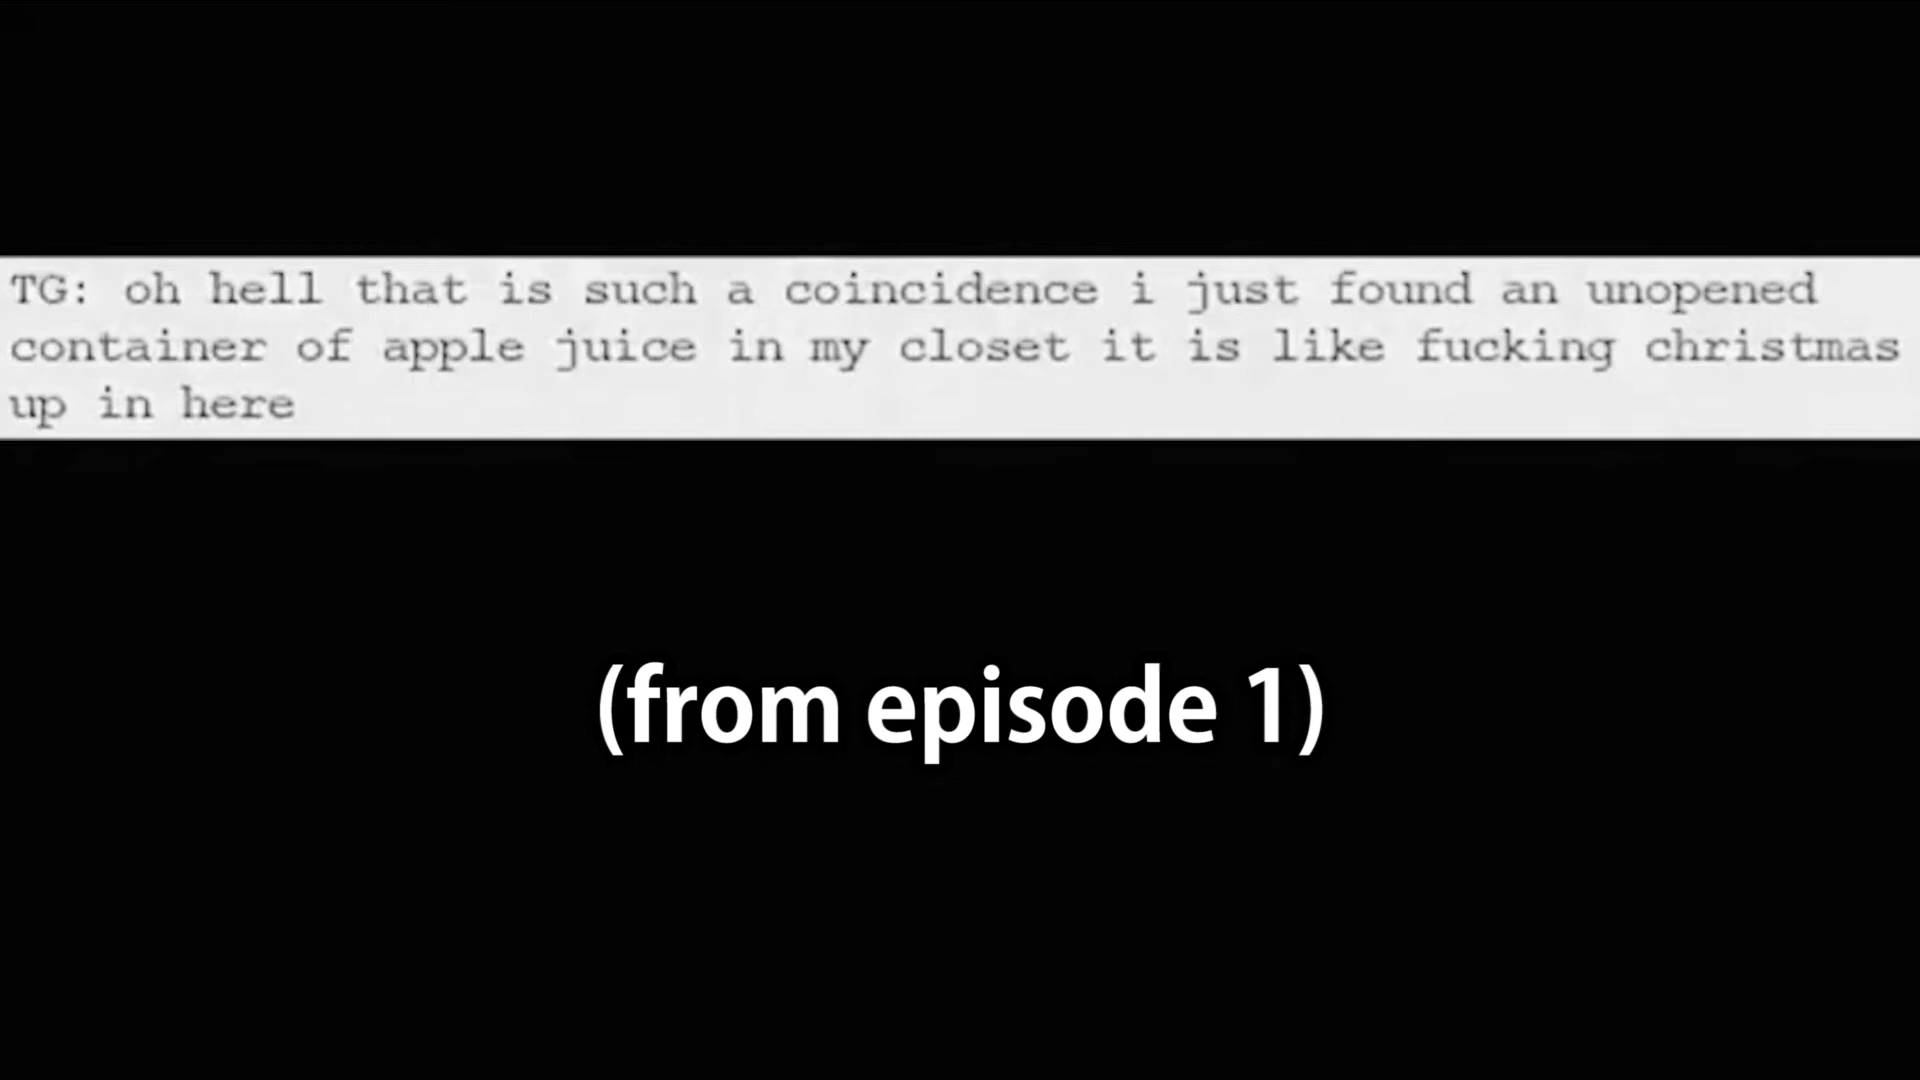 TG: oh hell that is such a coincidence i just found an unopened
container of apple juice in my closet it is like fucking christmas
up in here
(from episode 1)